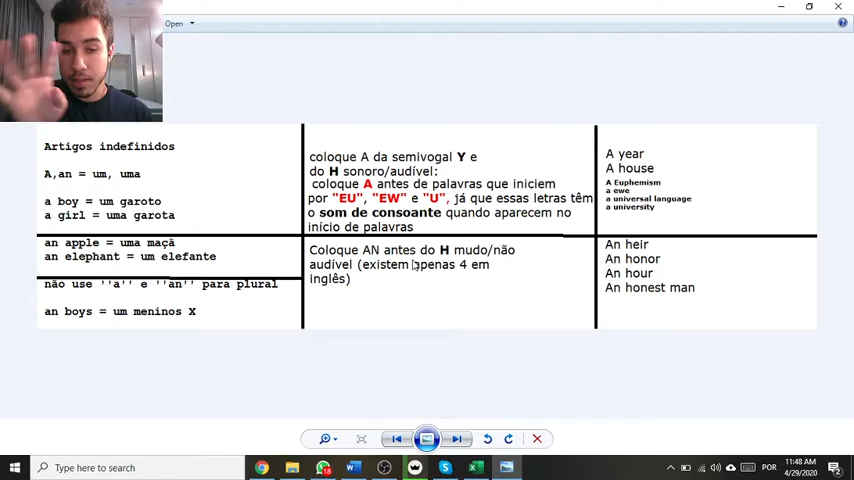 Open
Artigos indefinidos
A,an = um, uma
a boy = um garoto
a girl = uma garota
an apple = uma maçã
an elephant = um elefante
não use ''a'' e ''an'' para plural
an boys = um meninos X
coloque A da semivogal Y e
do H sonoro/audível:
coloque A antes de palavras que iniciem
por "EU", "EW" e "U", já que essas letras têm
o som de consoante quando aparecem no
início de palavras
Coloque AN antes do H mudo/não
audível (existem apenas 4 em
inglês)
A year
A house
A Euphemism
a ewe
a universal language
a university
An heir
An honor
An hour
An honest man
Type here to search
18
POR
11:48 AM
4/29/2020
2